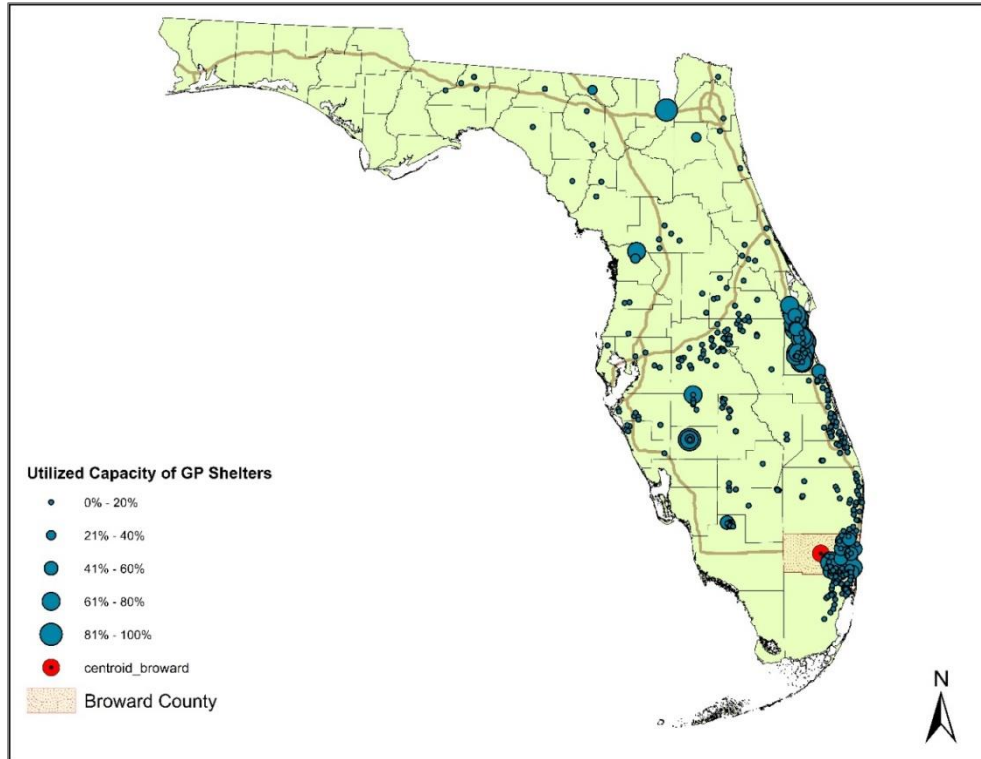 N
Utilized Capacity of GP Shelters
0% - 20%
21% - 40%
41% - 60%
61% - 80%
81% - 100%
centroid_broward
Broward County